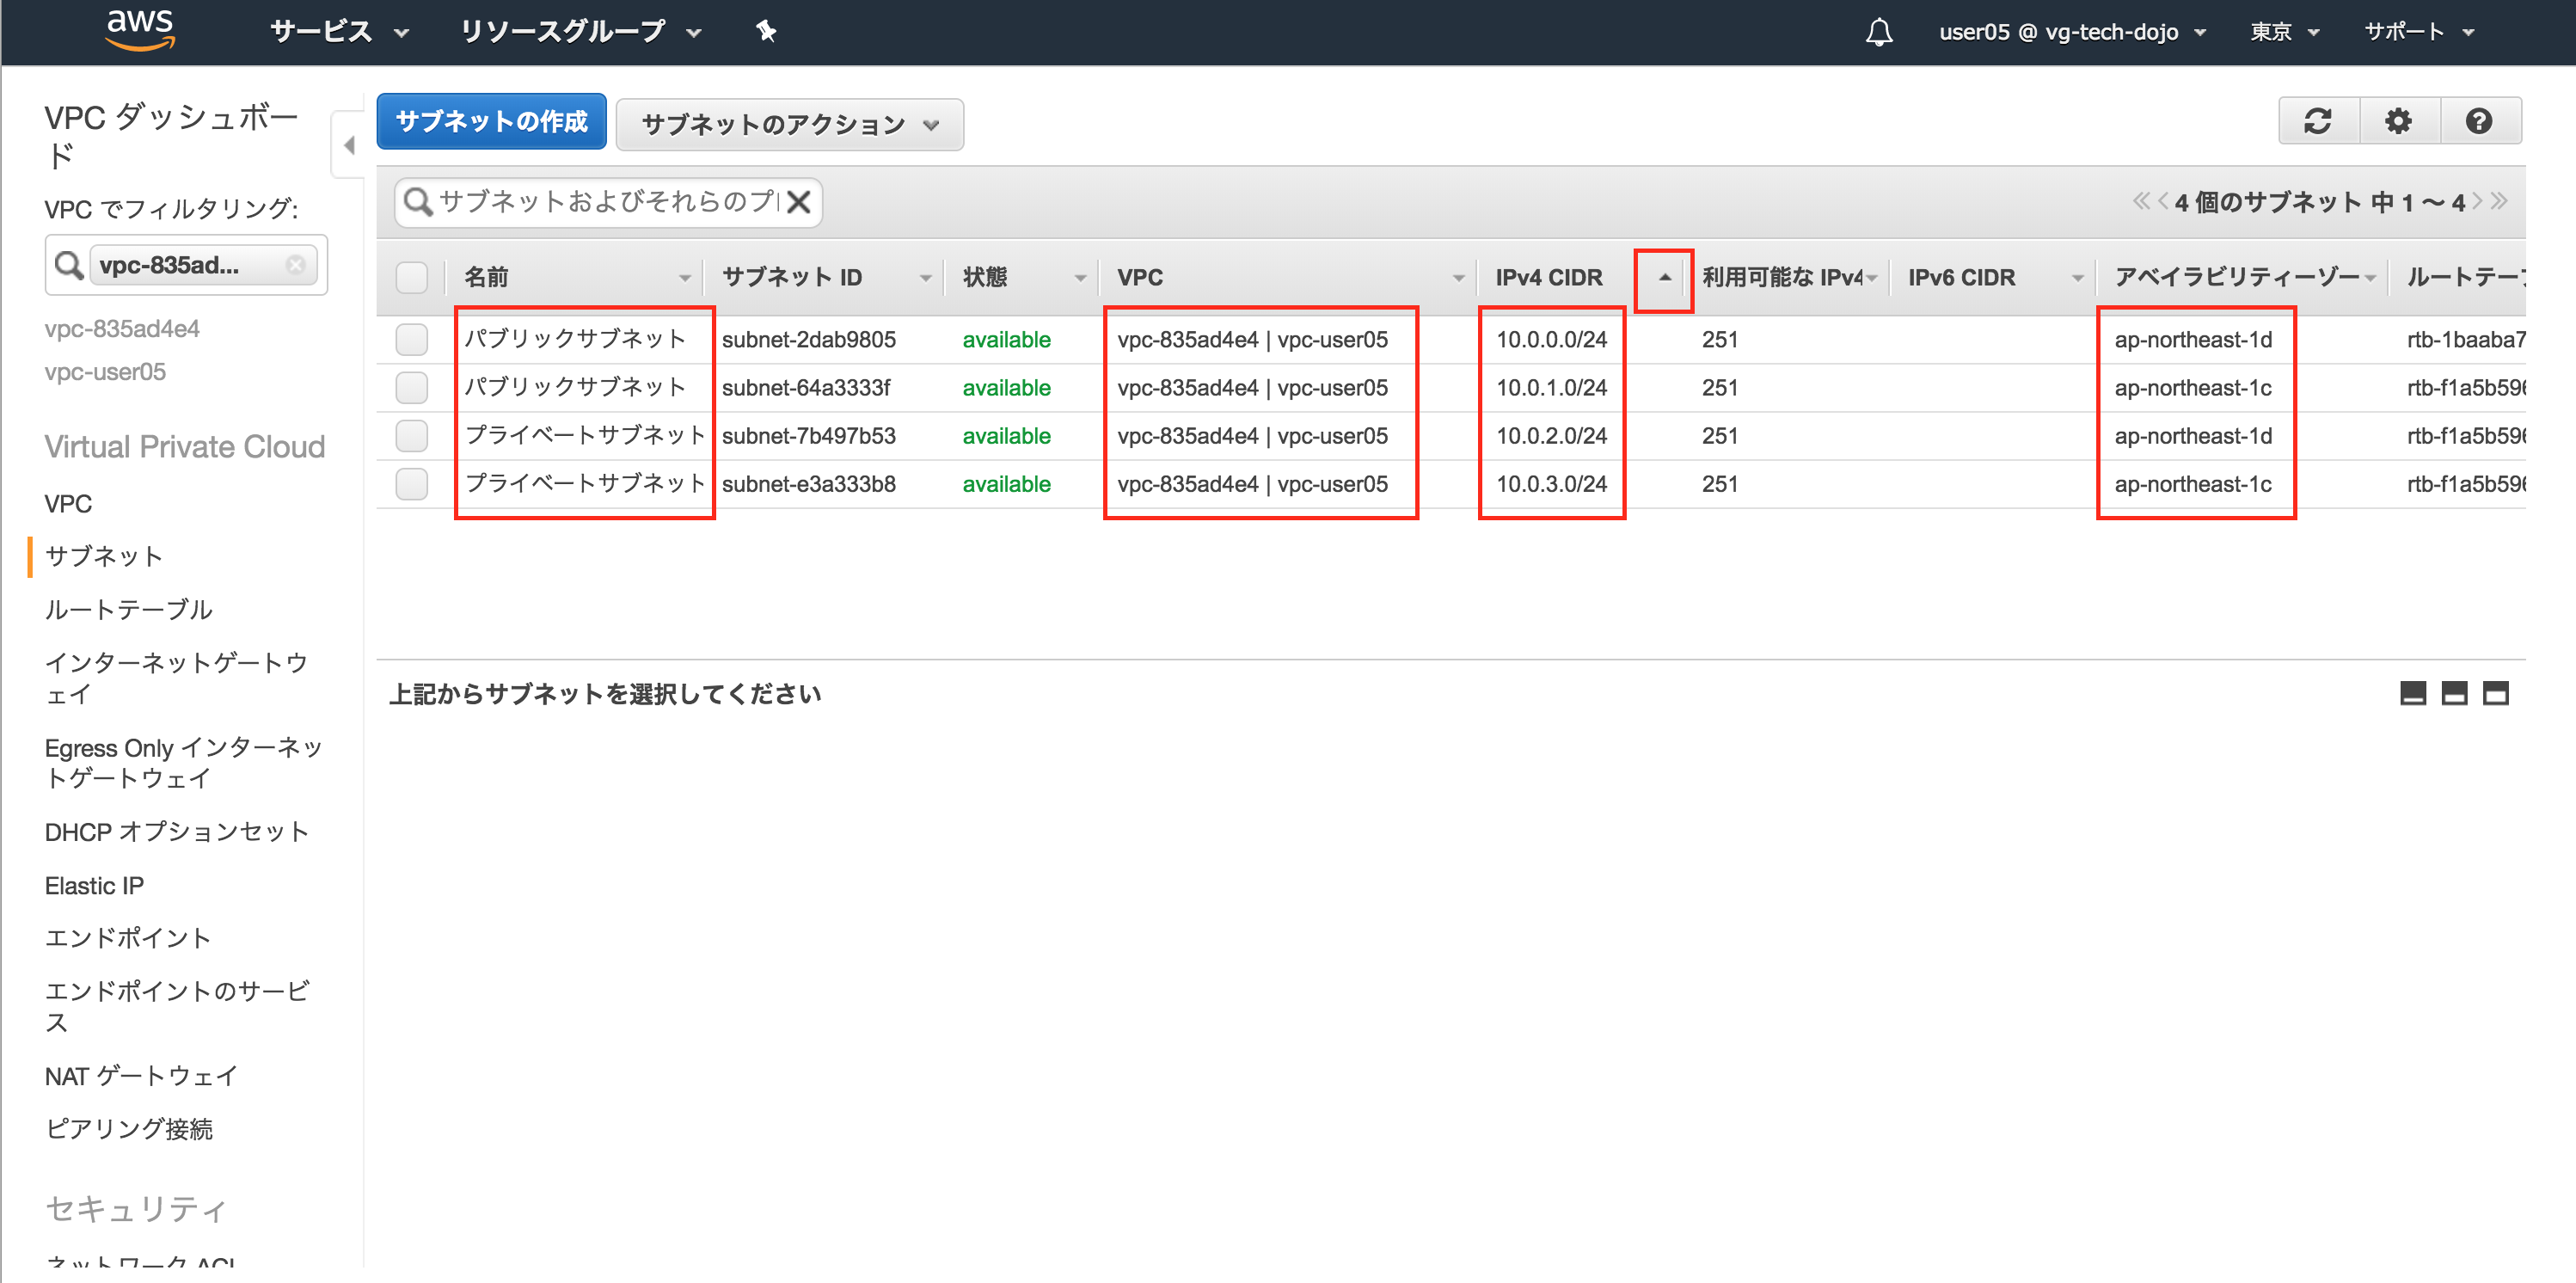 aws サービス リソースグループ user05 @ vg-tech-dojo 東京 サポート
VPC ダッシュボー
ド
VPC でフィルタリング:
vpc-835ad...
vpc-835ad4e4
vpc-user05
Virtual Private Cloud
VPC
サブネット
ルートテーブル
インターネットゲートウ
ェイ
Egress Only インターネッ
トゲートウェイ
DHCP オプションセット
Elastic IP
エンドポイント
エンドポイントのサービ
ス
NAT ゲートウェイ
ピアリング接続
セキュリティ
ネットワーク ACL
サブネットの作成 サブネットのアクション
サブネットおよびそれらのプ
4 個のサブネット 中 1 ～ 4
名前 サブネット ID 状態 VPC IPv4 CIDR 利用可能な IPv4 IPv6 CIDR アベイラビリティーゾー ルートテー
パブリックサブネット subnet-2dab9805 available vpc-835ad4e4 | vpc-user05 10.0.0.0/24 251 ap-northeast-1d rtb-1baaba7
パブリックサブネット subnet-64a3333f available vpc-835ad4e4 | vpc-user05 10.0.1.0/24 251 ap-northeast-1c rtb-f1a5b596
プライベートサブネット subnet-7b497b53 available vpc-835ad4e4 | vpc-user05 10.0.2.0/24 251 ap-northeast-1d rtb-f1a5b596
プライベートサブネット subnet-e3a333b8 available vpc-835ad4e4 | vpc-user05 10.0.3.0/24 251 ap-northeast-1c rtb-f1a5b596
上記からサブネットを選択してください